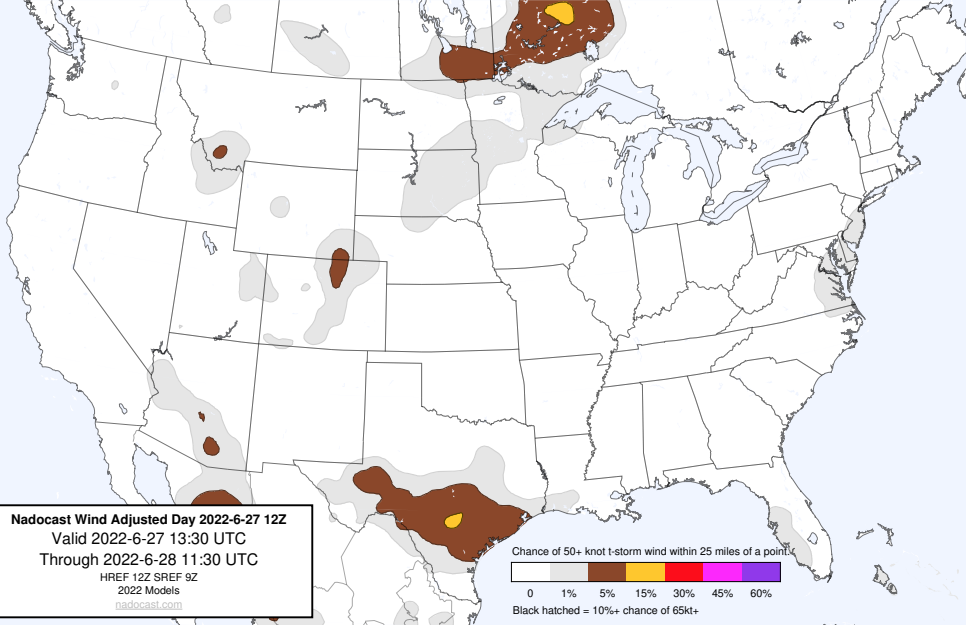 Nadocast Wind Adjusted Day 2022-6-27 12Z
Valid 2022-6-27 13:30 UTC
Through 2022-6-28 11:30 UTC
HREF 12Z SREF 9Z
2022 Models
nadocast.com
Chance of 50+ knot t-storm wind within 25 miles of a point.
0 1% 5% 15% 30% 45% 60%
Black hatched = 10%+ chance of 65kt+